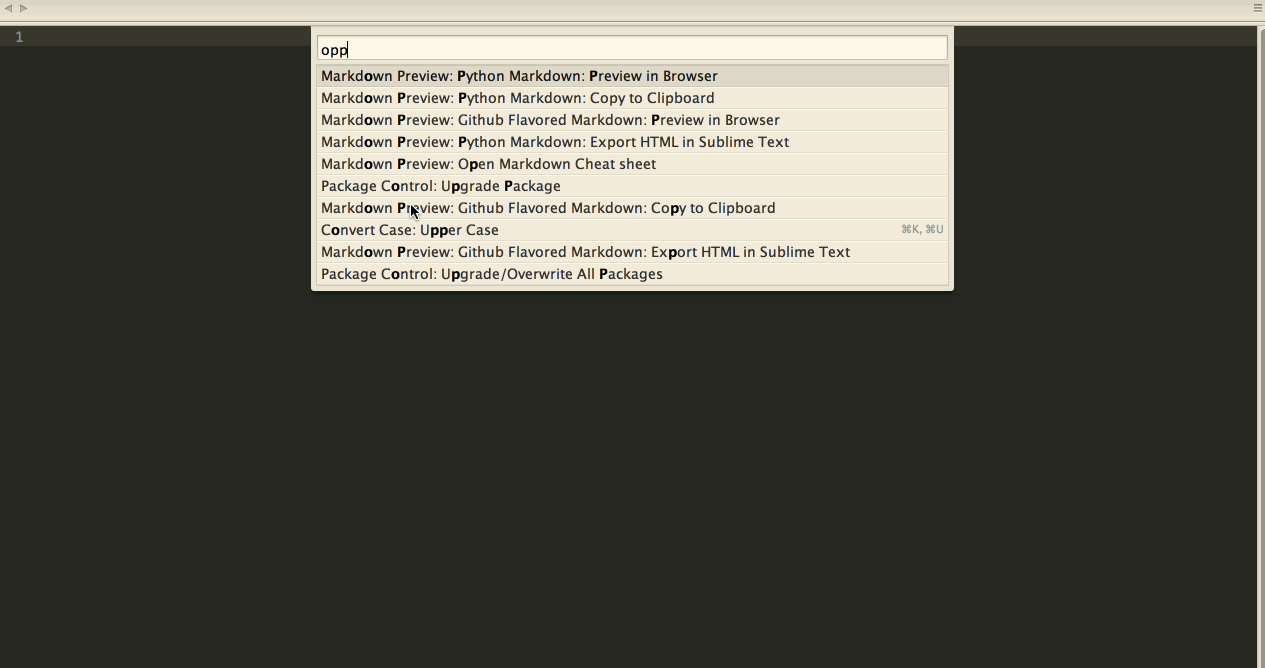 1
opp
Markdown Preview: Python Markdown: Preview in Browser
Markdown Preview: Python Markdown: Copy to Clipboard
Markdown Preview: Github Flavored Markdown: Preview in Browser
Markdown Preview: Python Markdown: Export HTML in Sublime Text
Markdown Preview: Open Markdown Cheat sheet
Package Control: Upgrade Package
Markdown Preview: Github Flavored Markdown: Copy to Clipboard
Convert Case: Upper Case ⌘K, ⌘U
Markdown Preview: Github Flavored Markdown: Export HTML in Sublime Text
Package Control: Upgrade/Overwrite All Packages